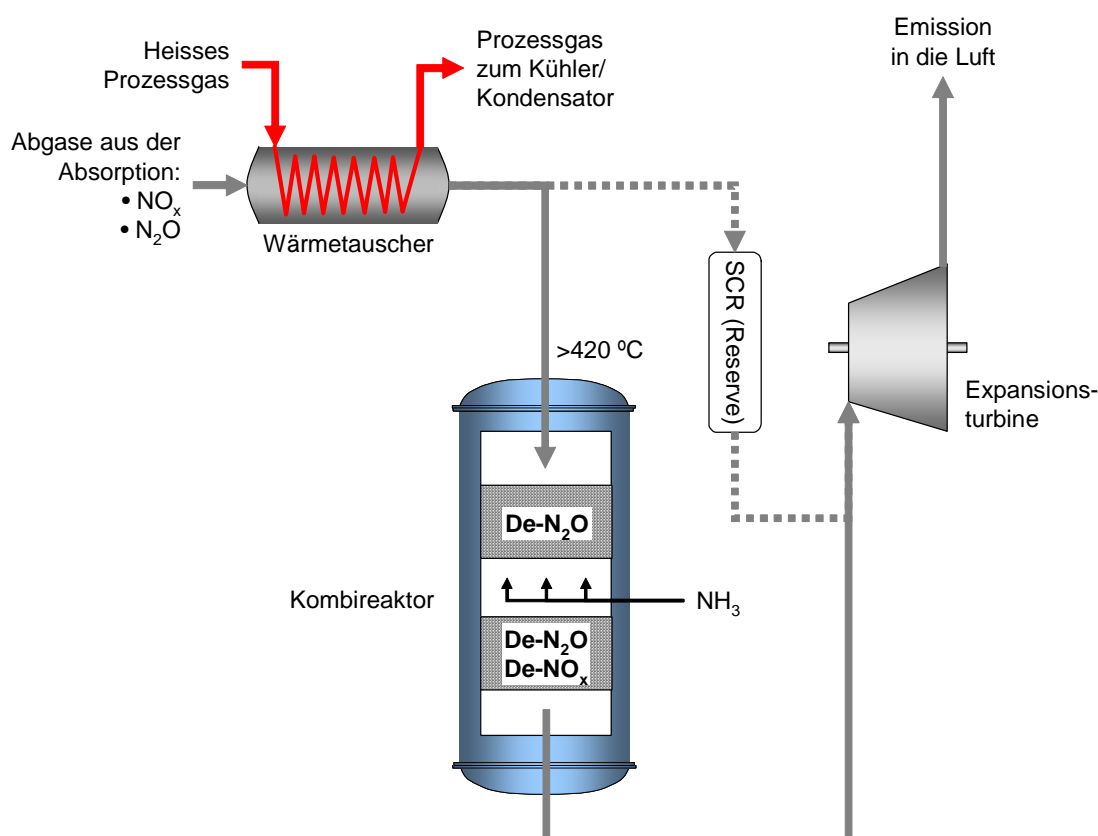 Emission
in die Luft
Heisses
Prozessgas
Prozessgas
zum Kühler/
Kondensator
Abgase aus der
Absorption:
• NOₓ
• N₂O
Wärmetauscher
SCR (Reserve)
>420 ºC
Expansions-
turbine
De-N₂O
Kombireaktor
NH₃
De-N₂O
De-NOₓ